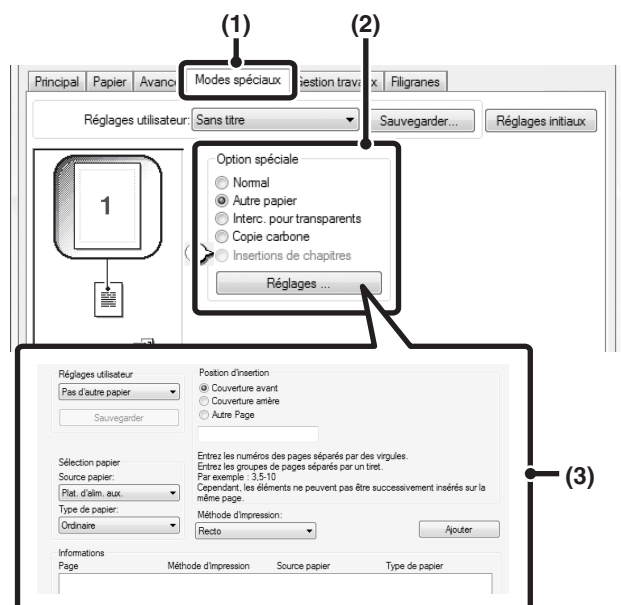 (1) (2)
Principal Papier Avancé Modes spéciaux Gestion travaux Filigranes
Réglages utilisateur: Sans titre Sauvegarder... Réglages initiaux
1
Option spéciale
Normal
Autre papier
Interc. pour transparents
Copie carbone
Insertions de chapitres
Réglages ...
Réglages utilisateur
Pas d'autre papier
Sauvegarder
Position d'insertion
Couverture avant
Couverture arrière
Autre Page
Entrez les numéros des pages séparés par des virgules.
Entrez les groupes de pages séparés par un tiret.
Par exemple : 3,5-10
Cependant, les éléments ne peuvent pas être successivement insérés sur la
même page.
Sélection papier
Source papier:
Plat. d'alim. aux.
Type de papier:
Ordinaire
Méthode d'impression:
Recto
Ajouter
(3)
Informations
Page Méthode d'impression Source papier Type de papier